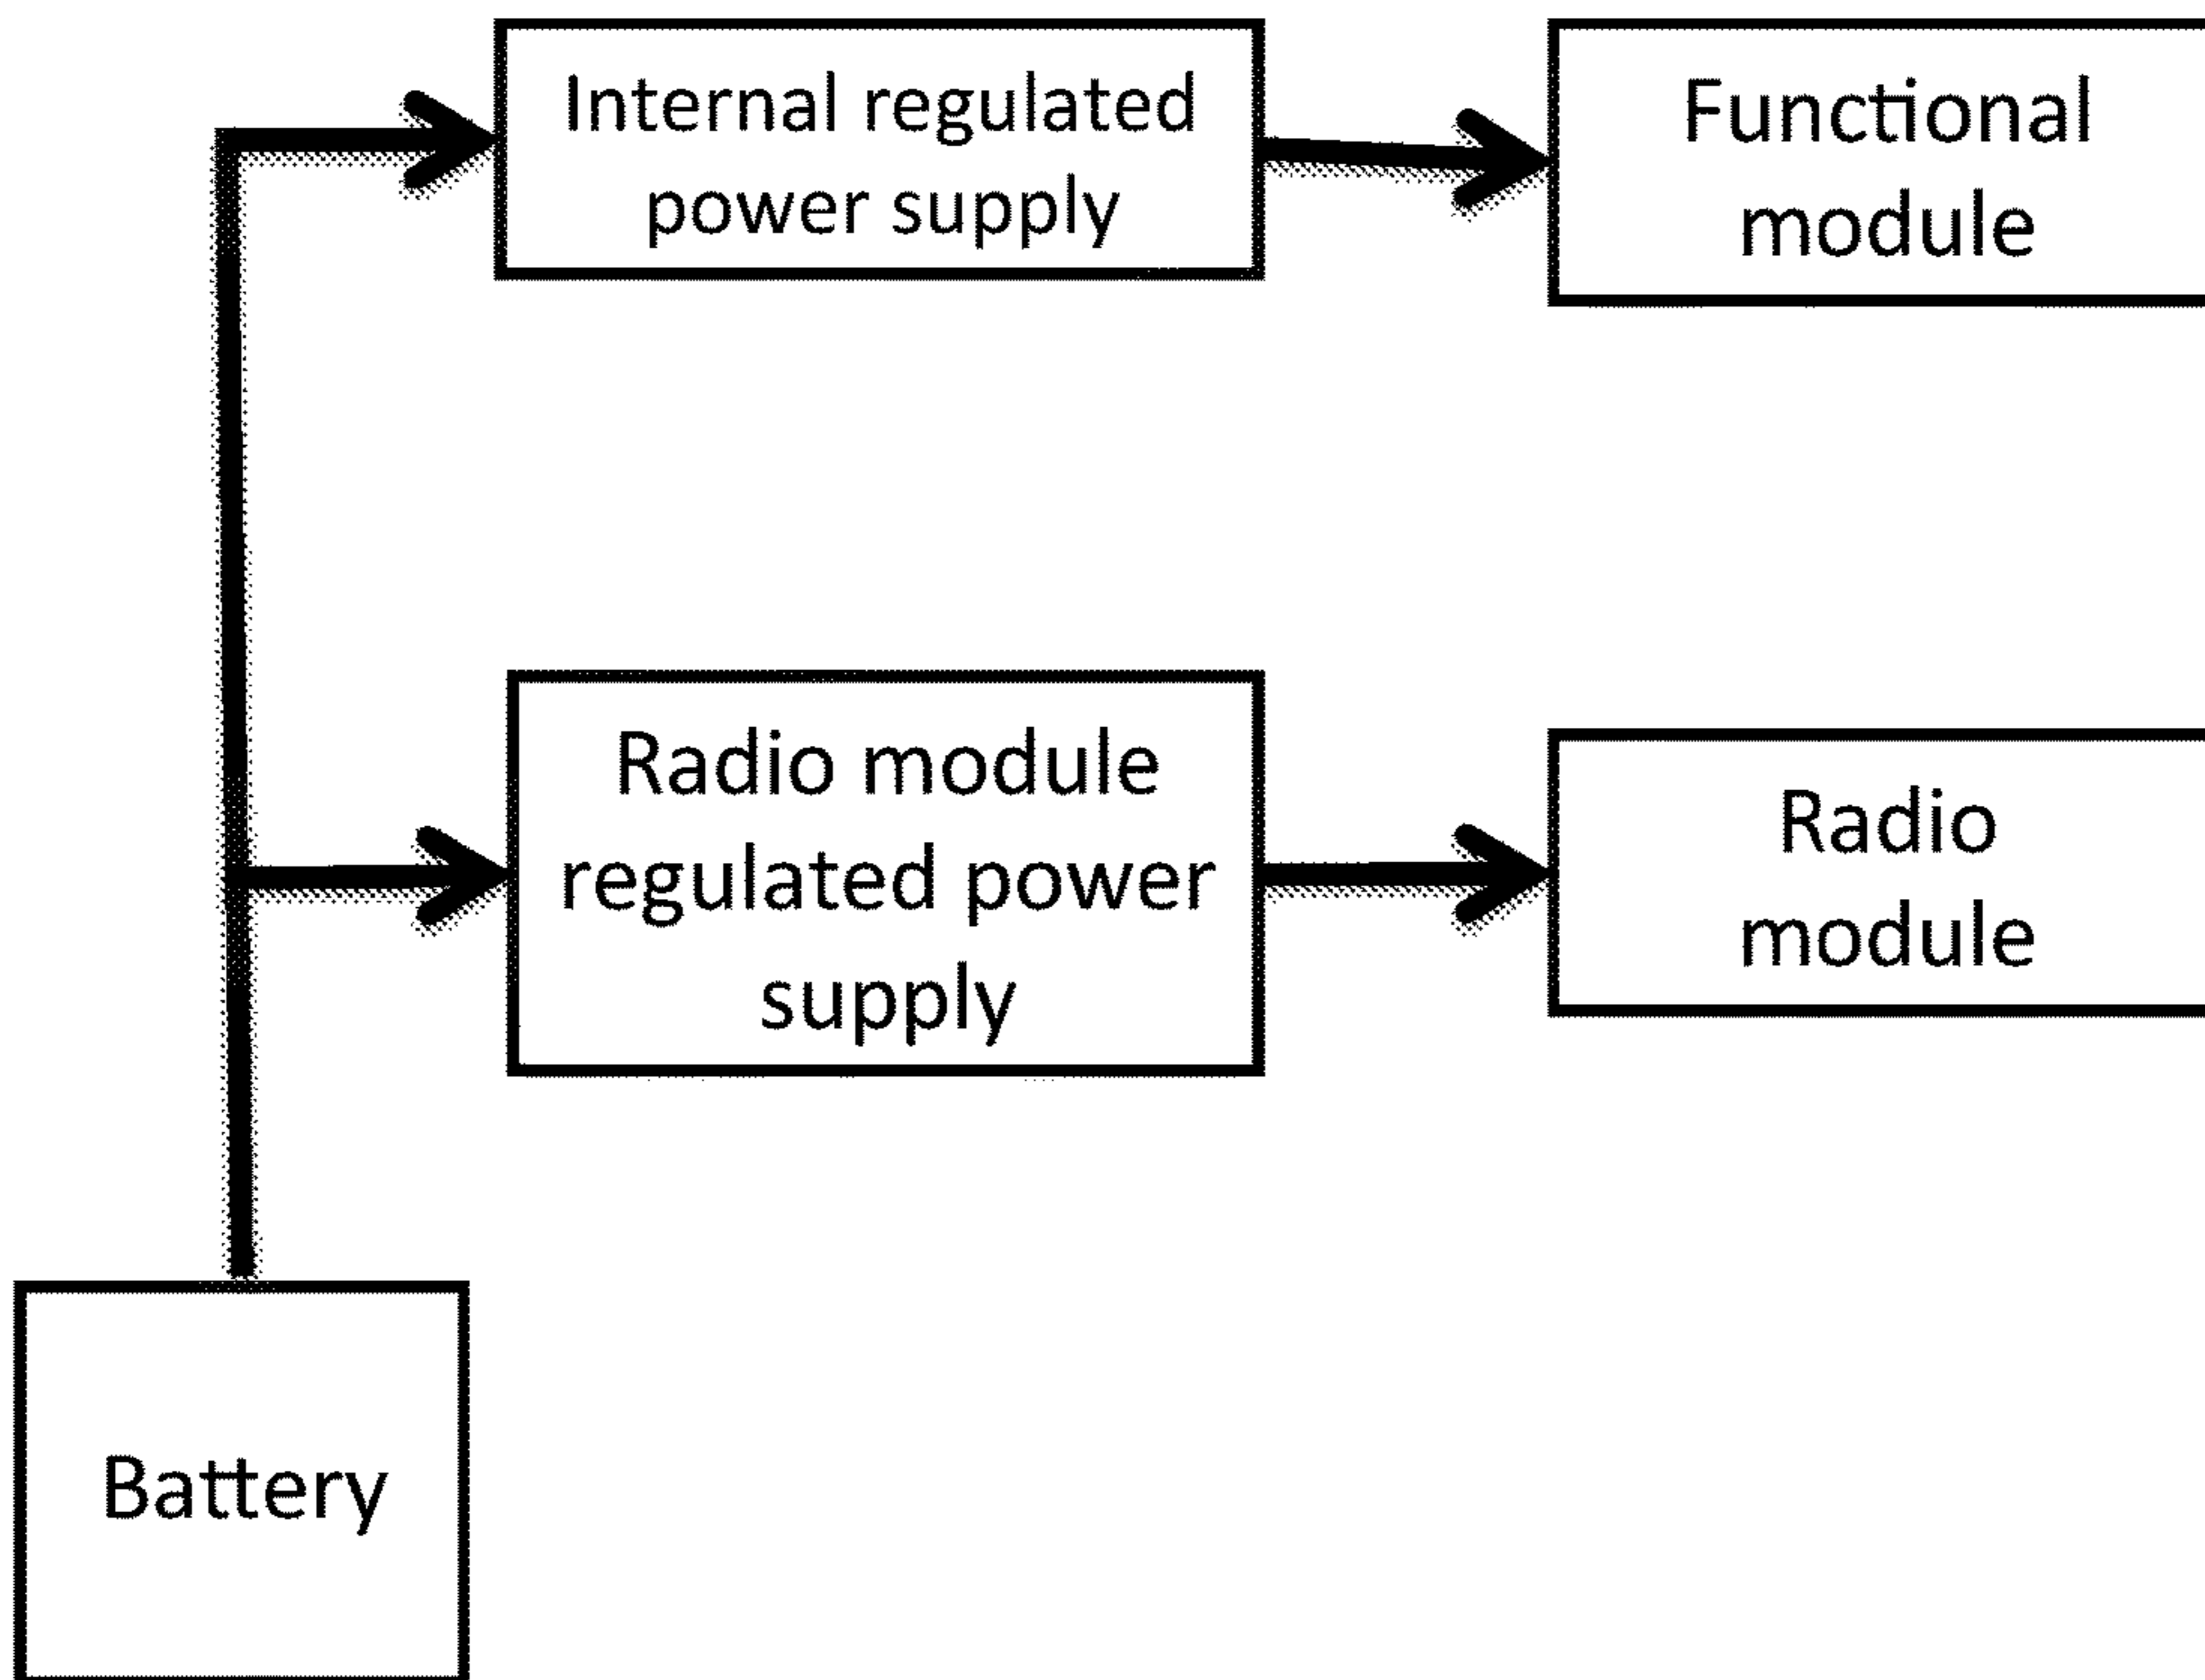 Internal regulated
power supply
Functional
module
Radio module
regulated power
supply
Radio
module
Battery